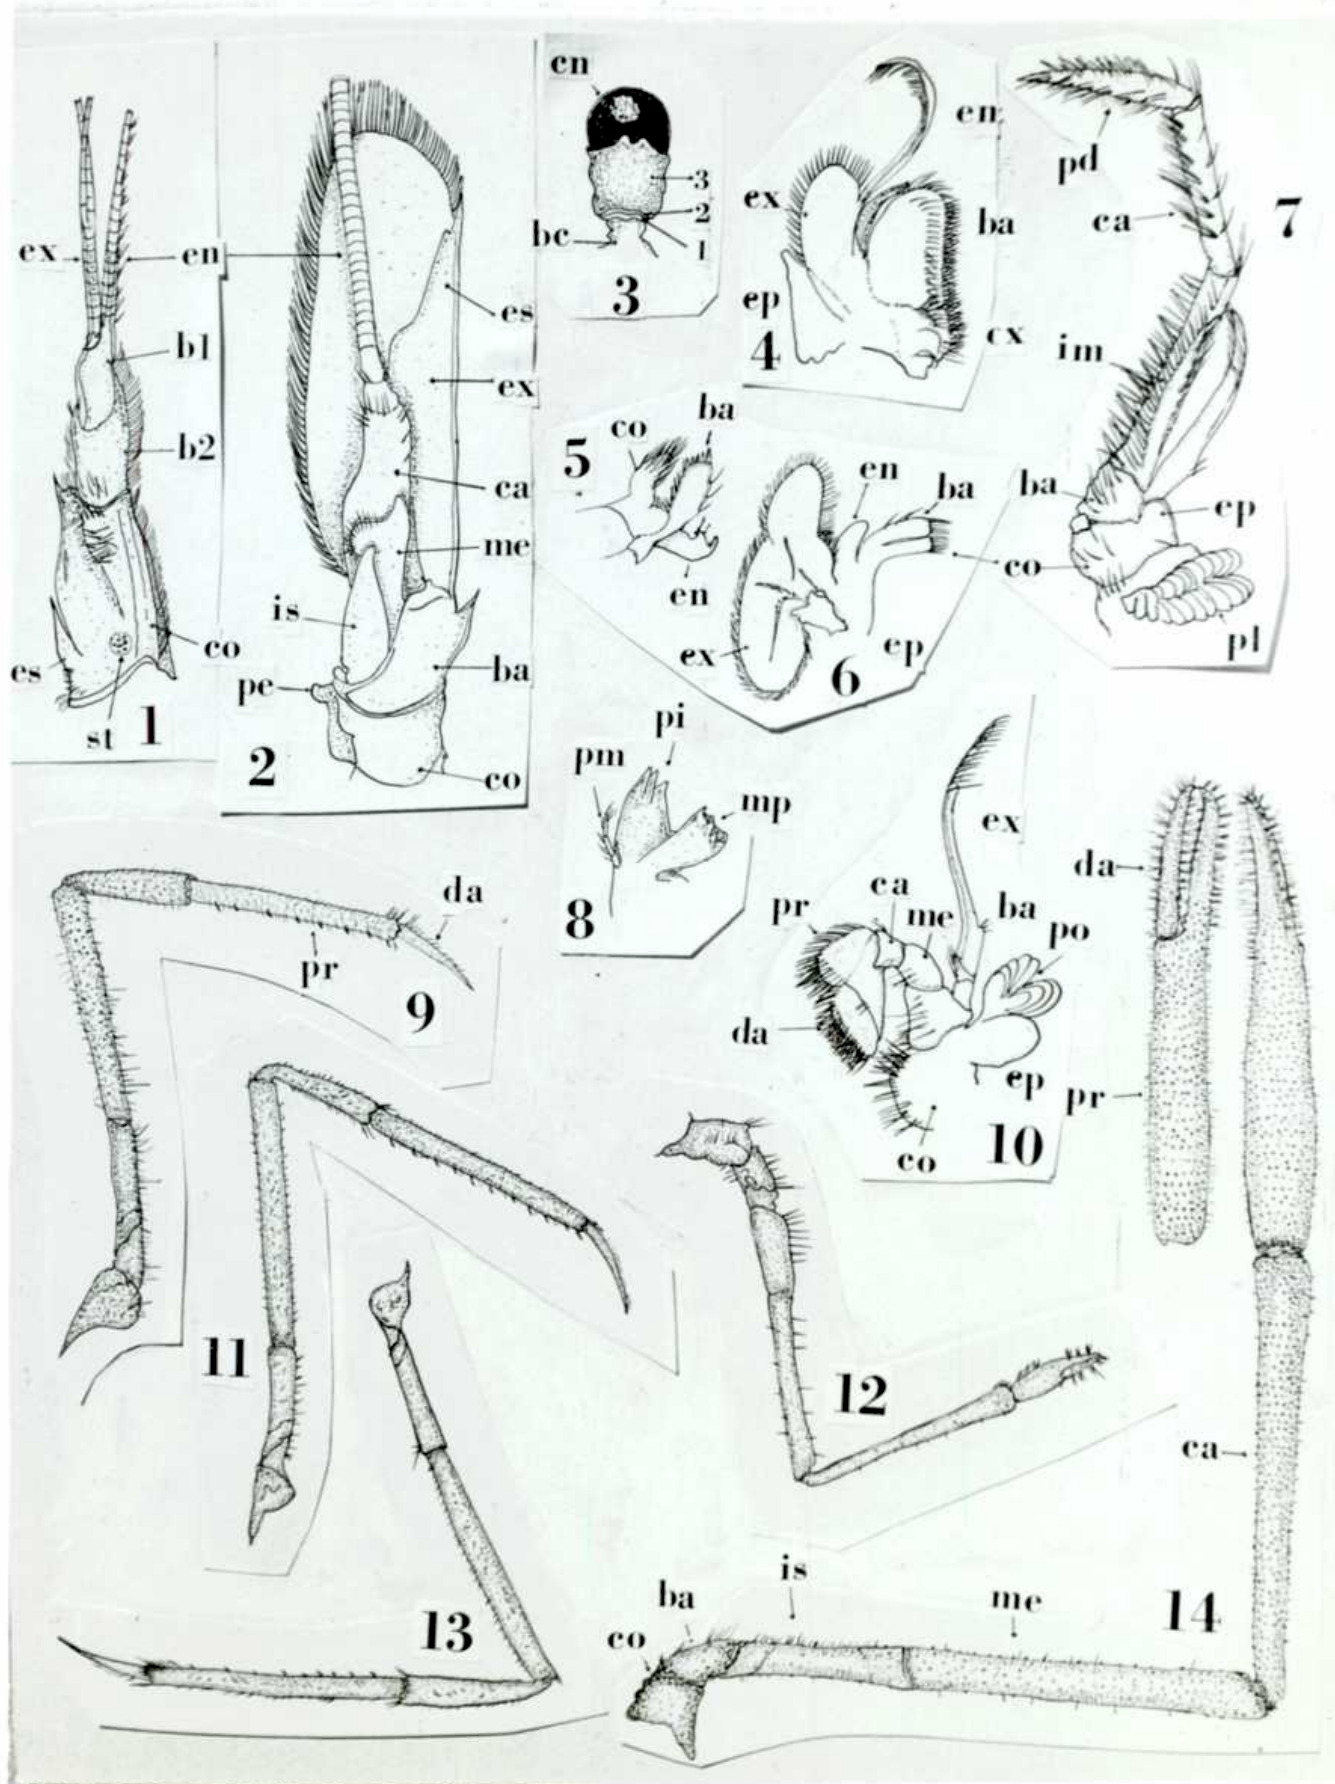 ex
en
b1
b2
es
co
st
1
en
es
ex
ca
me
is
pe
ba
co
2
cn
3
2
1
bc
3
en
ex
ba
ep
cx
4
5
co
ba
en
en
ba
co
ex
ep
6
pd
ca
7
im
ba
ep
co
pl
pi
pm
mp
8
da
pr
9
ex
ca
pr
me
ba
po
da
ep
co
10
11
12
13
da
pr
ca
14
is
ba
me
co